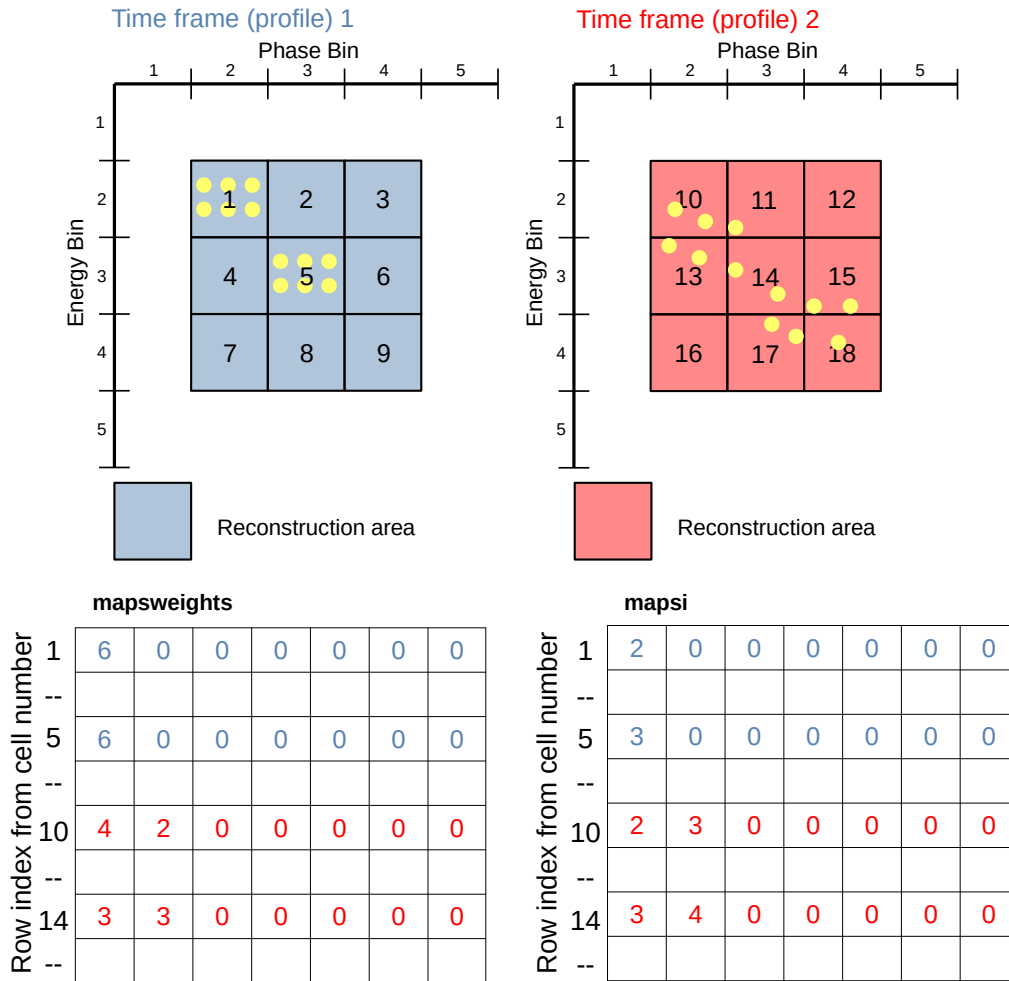 Time frame (profile) 1
Phase Bin
1 2 3 4 5
Energy Bin
1
2
3
4
5
1 2 3
4 5 6
7 8 9
Reconstruction area
Time frame (profile) 2
Phase Bin
1 2 3 4 5
Energy Bin
1
2
3
4
5
10 11 12
13 14 15
16 17 18
Reconstruction area
mapsweights
Row index from cell number
1 6 0 0 0 0 0 0
--
5 6 0 0 0 0 0 0
--
10 4 2 0 0 0 0 0
--
14 3 3 0 0 0 0 0
--
mapsi
Row index from cell number
1 2 0 0 0 0 0 0
--
5 3 0 0 0 0 0 0
--
10 2 3 0 0 0 0 0
--
14 3 4 0 0 0 0 0
--